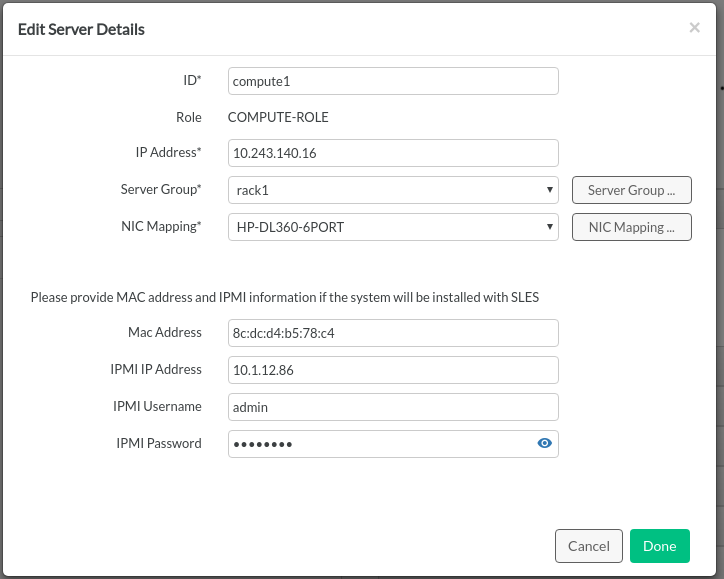 Edit Server Details ×
ID* compute1
Role COMPUTE-ROLE
IP Address* 10.243.140.16
Server Group* rack1 Server Group ...
NIC Mapping* HP-DL360-6PORT NIC Mapping ...
Please provide MAC address and IPMI information if the system will be installed with SLES
Mac Address 8c:dc:d4:b5:78:c4
IPMI IP Address 10.1.12.86
IPMI Username admin
IPMI Password ••••••••
Cancel Done